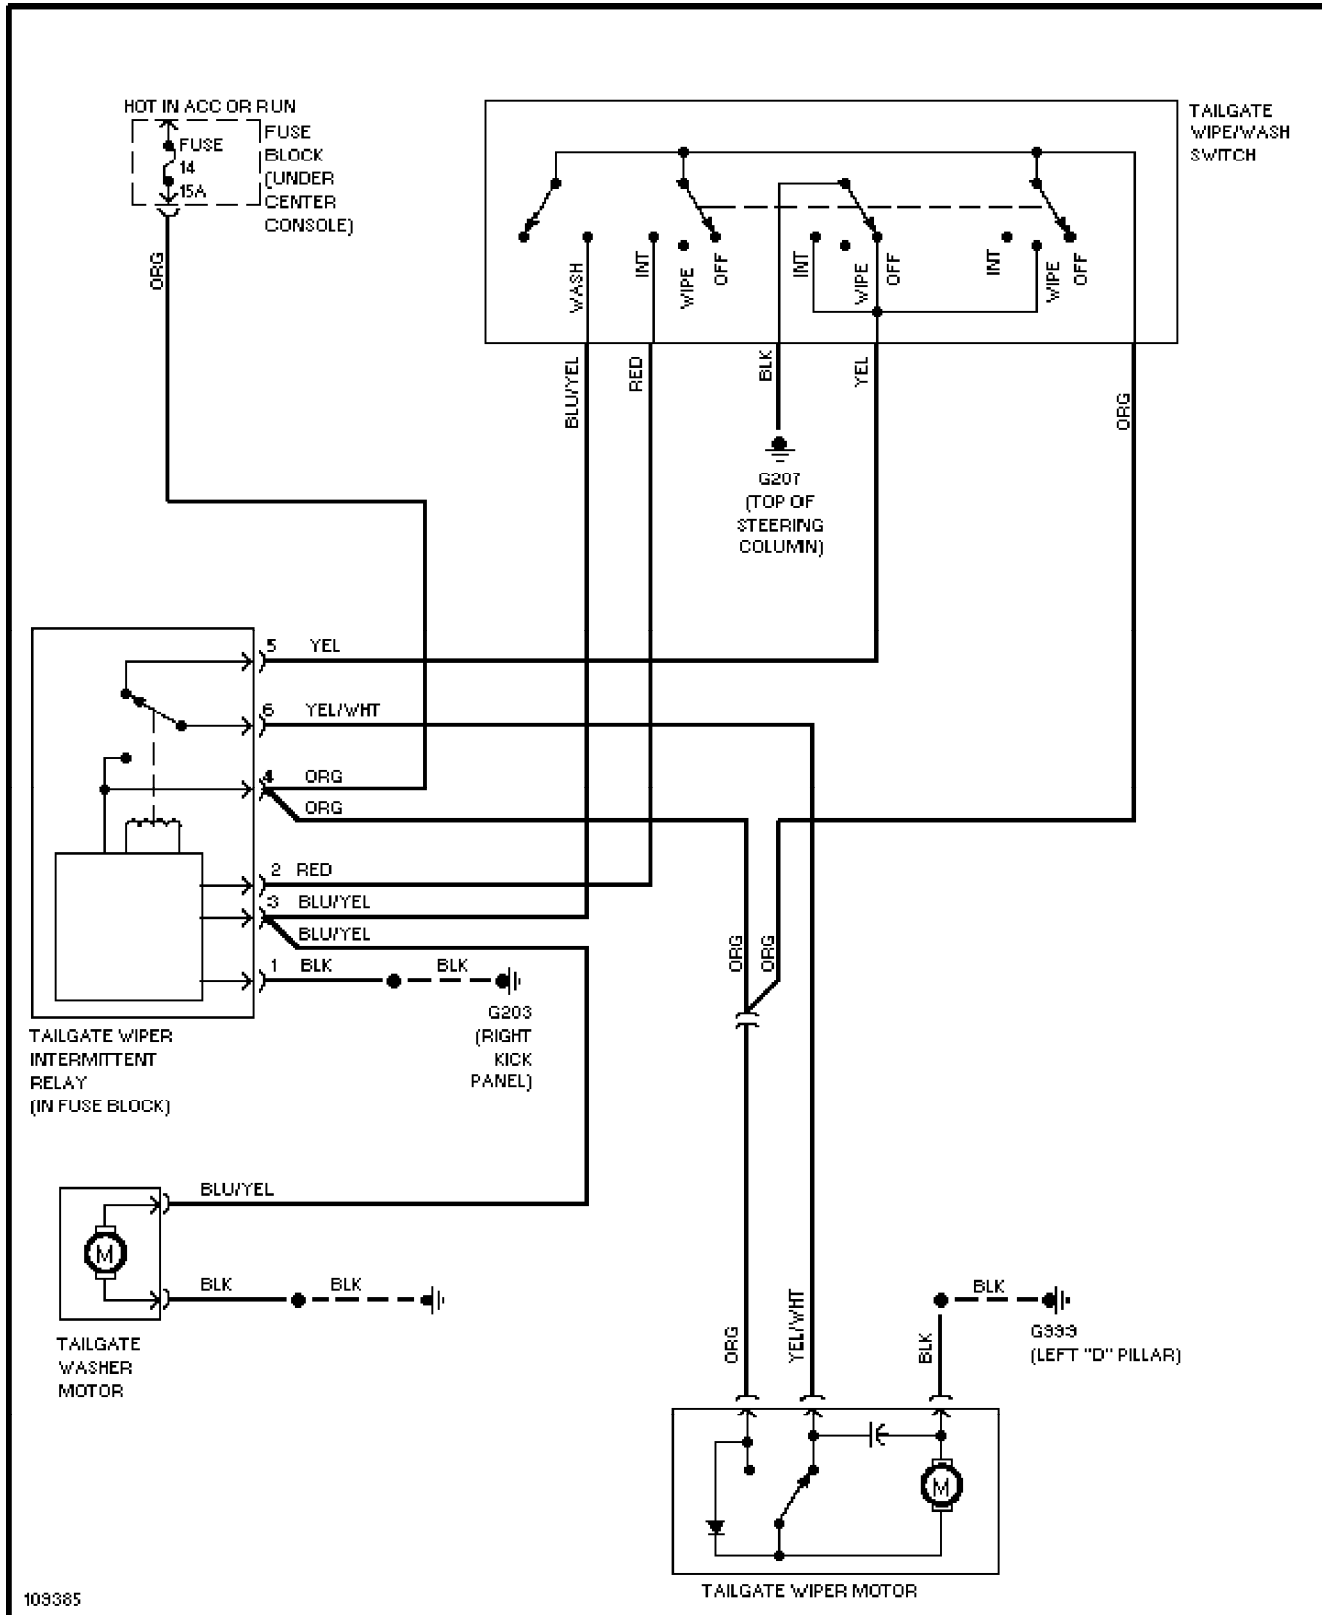 HOT IN ACC OR RUN
FUSE
14
15A
FUSE
BLOCK
(UNDER
CENTER
CONSOLE)
ORG
TAILGATE
WIPE/WASH
SWITCH
WASH
INT
WIPE
OFF
INT
WIPE
OFF
INT
WIPE
OFF
BLU/YEL
RED
BLK
YEL
ORG
G207
(TOP OF
STEERING
COLUMN)
5 YEL
6 YEL/WHT
4 ORG
ORG
2 RED
3 BLU/YEL
BLU/YEL
1 BLK
BLK
G203
(RIGHT
KICK
PANEL)
ORG
ORG
TAILGATE WIPER
INTERMITTENT
RELAY
(IN FUSE BLOCK)
BLU/YEL
M
BLK
BLK
TAILGATE
WASHER
MOTOR
ORG
YEL/WHT
BLK
BLK
G999
(LEFT "D" PILLAR)
M
TAILGATE WIPER MOTOR
109385